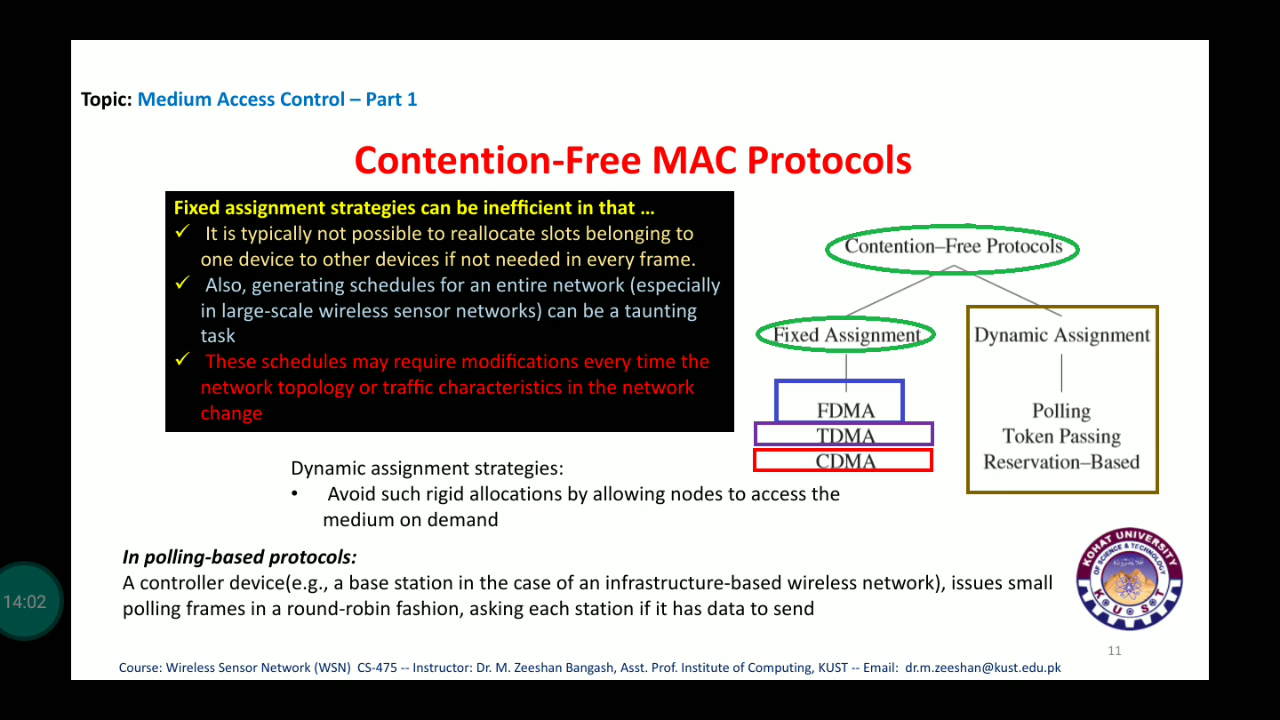 Topic: Medium Access Control – Part 1
Contention-Free MAC Protocols
Fixed assignment strategies can be inefficient in that ...
✓ It is typically not possible to reallocate slots belonging to
one device to other devices if not needed in every frame.
✓ Also, generating schedules for an entire network (especially
in large-scale wireless sensor networks) can be a taunting
task
✓ These schedules may require modifications every time the
network topology or traffic characteristics in the network
change
Contention–Free Protocols
Fixed Assignment
Dynamic Assignment
FDMA
TDMA
CDMA
Polling
Token Passing
Reservation–Based
Dynamic assignment strategies:
• Avoid such rigid allocations by allowing nodes to access the
medium on demand
In polling-based protocols:
A controller device(e.g., a base station in the case of an infrastructure-based wireless network), issues small
polling frames in a round-robin fashion, asking each station if it has data to send
KOHAT UNIVERSITY
OF SCIENCE & TECHNOLOGY
K U S T
14:02
11
Course: Wireless Sensor Network (WSN) CS-475 -- Instructor: Dr. M. Zeeshan Bangash, Asst. Prof. Institute of Computing, KUST -- Email: dr.m.zeeshan@kust.edu.pk